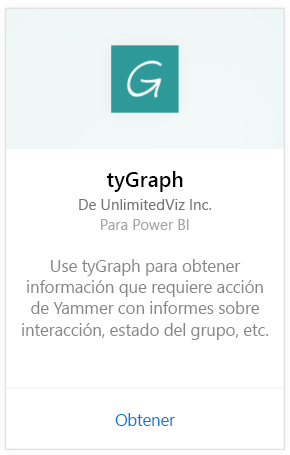 G
tyGraph
De UnlimitedViz Inc.
Para Power BI
Use tyGraph para obtener
información que requiere acción
de Yammer con informes sobre
interacción, estado del grupo, etc.
Obtener